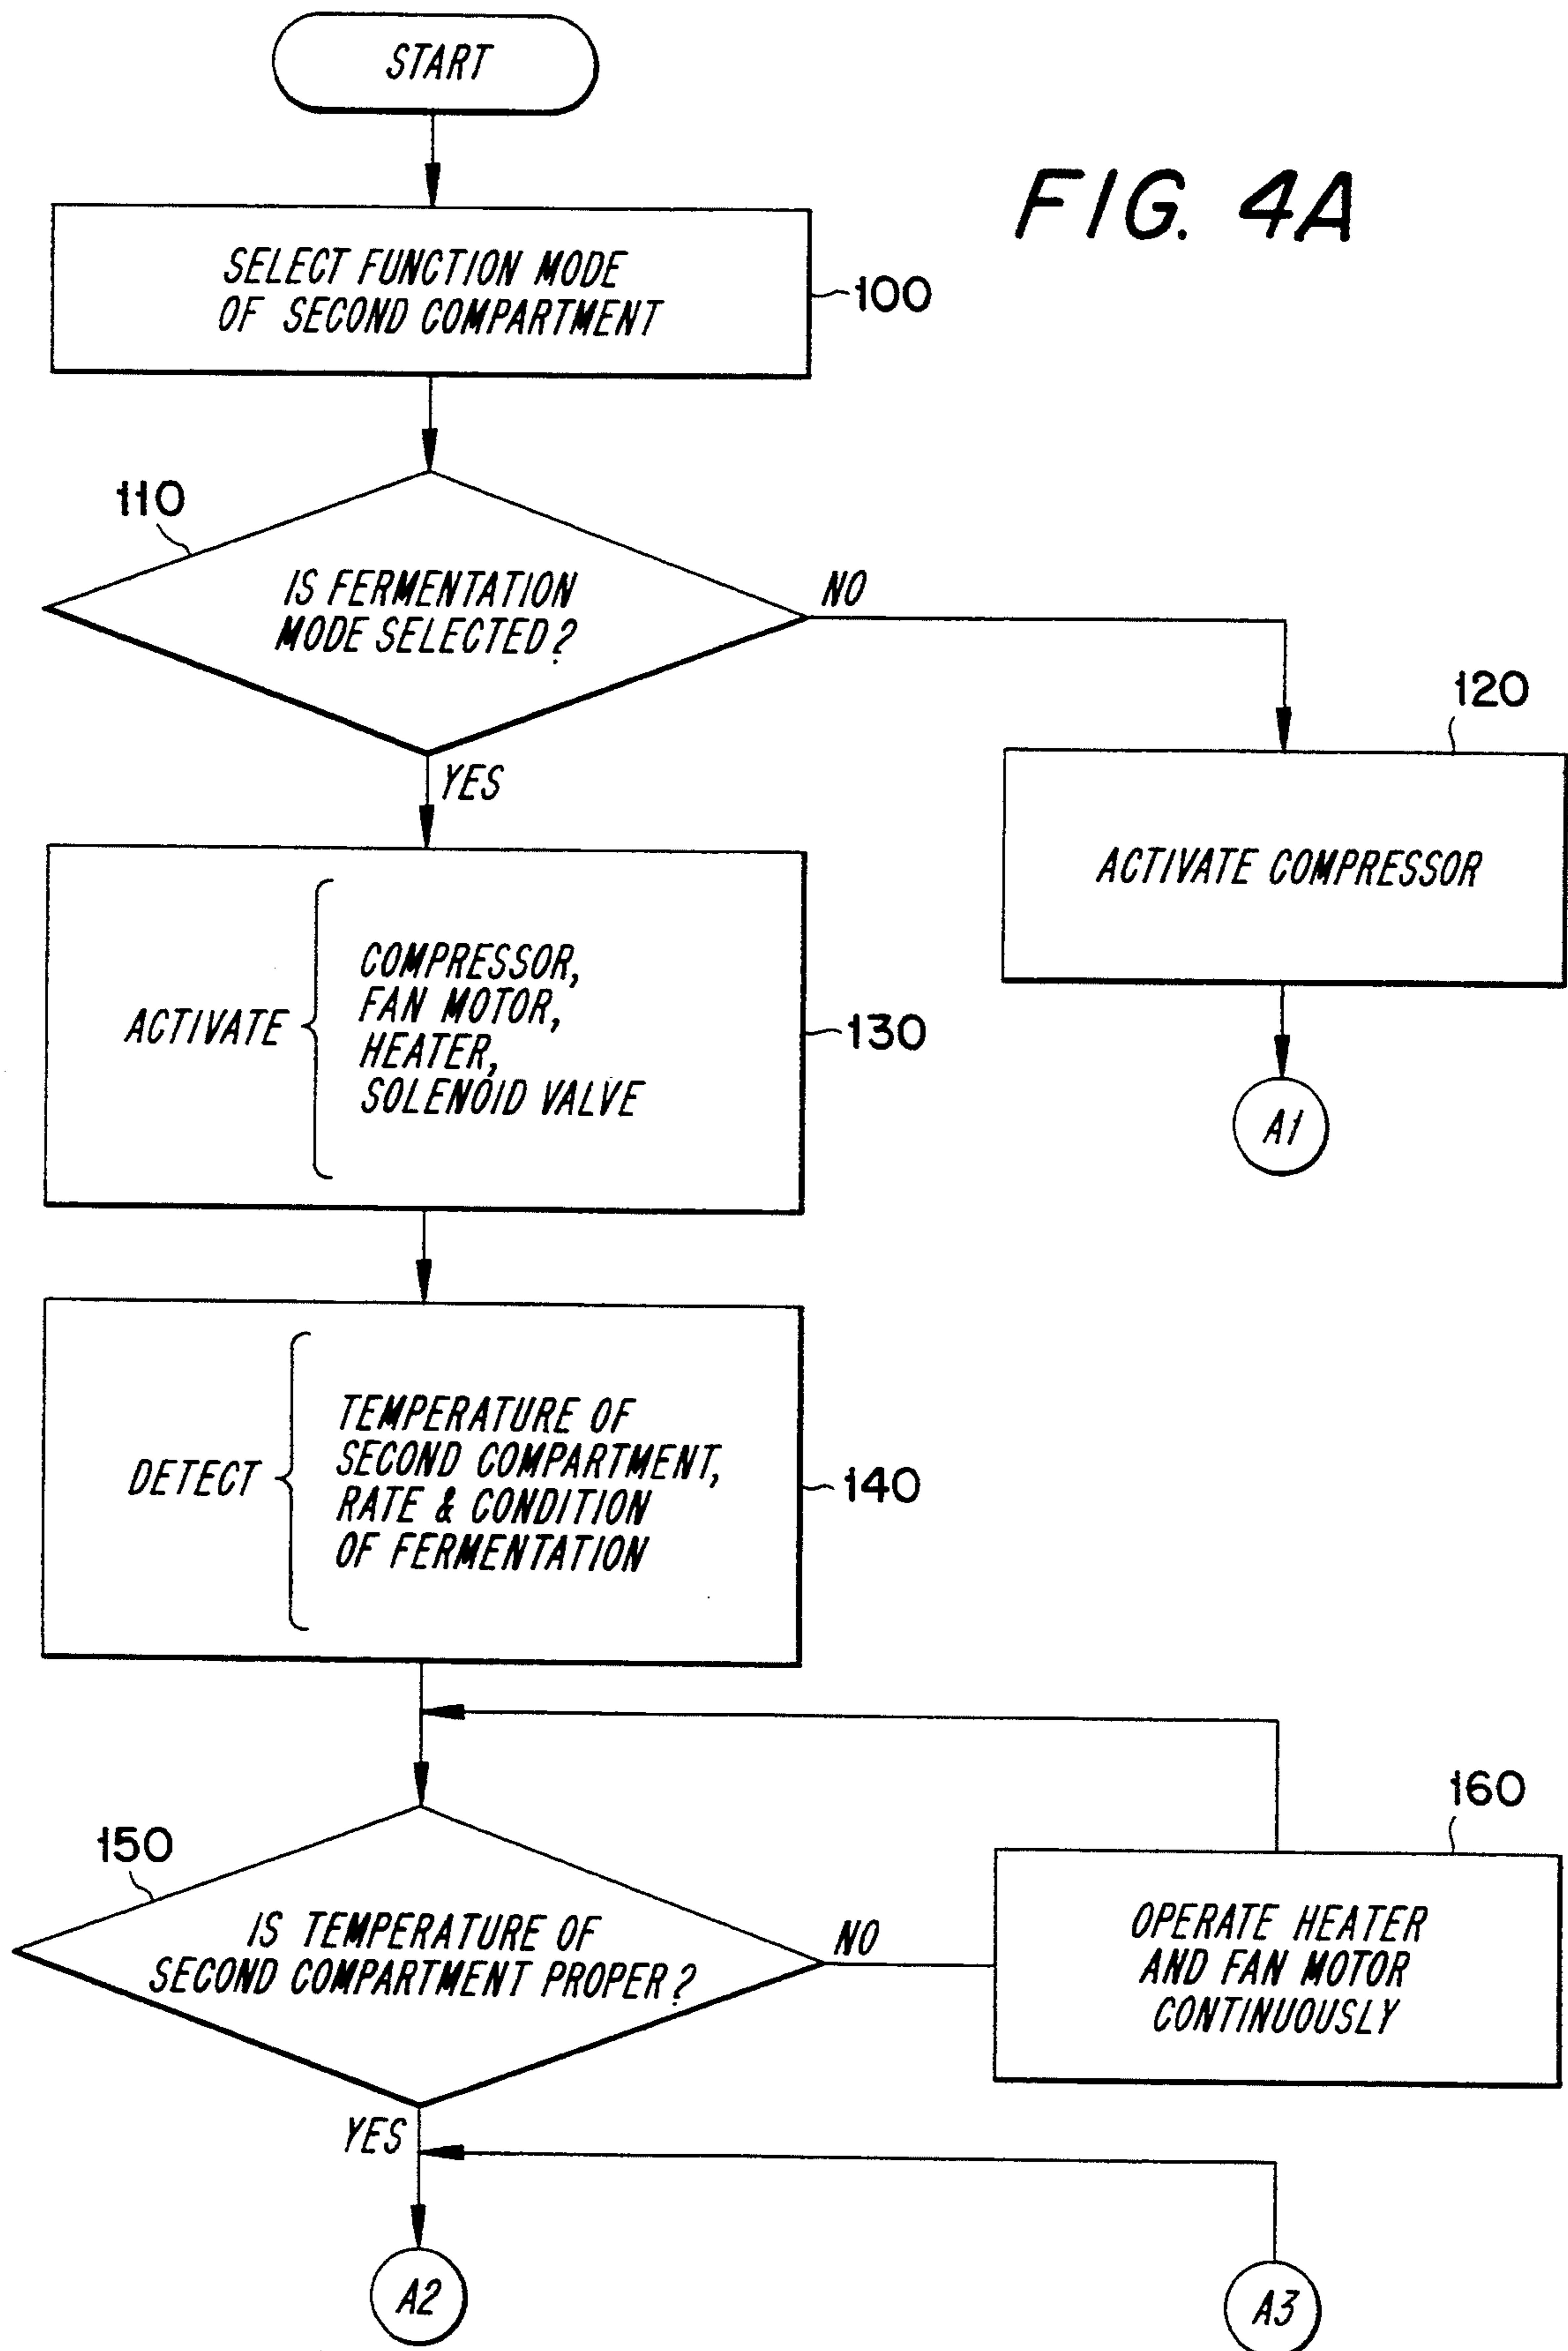 START
FIG. 4A
SELECT FUNCTION MODE
OF SECOND COMPARTMENT
100
110
IS FERMENTATION
MODE SELECTED?
NO
YES
120
ACTIVATE COMPRESSOR
A1
ACTIVATE
COMPRESSOR,
FAN MOTOR,
HEATER,
SOLENOID VALVE
130
DETECT
TEMPERATURE OF
SECOND COMPARTMENT,
RATE & CONDITION
OF FERMENTATION
140
150
IS TEMPERATURE OF
SECOND COMPARTMENT PROPER?
NO
160
OPERATE HEATER
AND FAN MOTOR
CONTINUOUSLY
YES
A2
A3